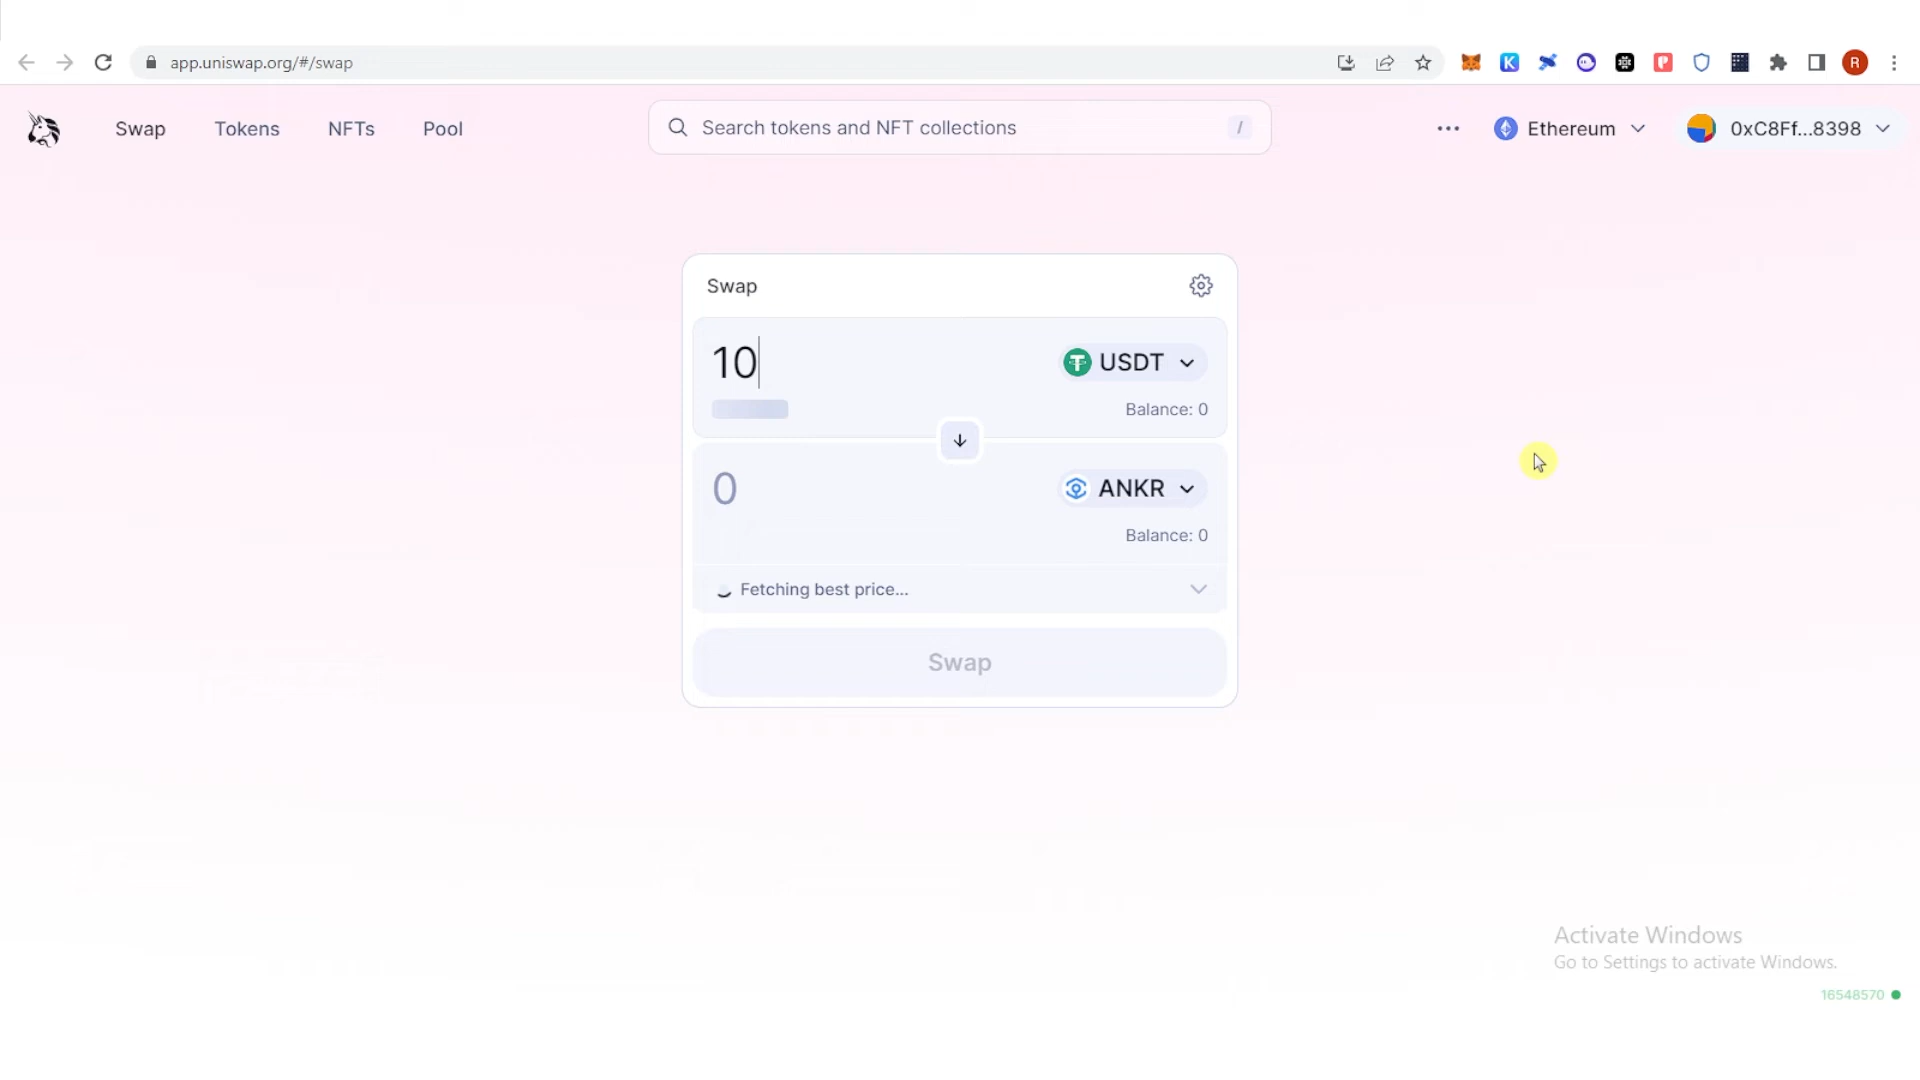 app.uniswap.org/#/swap
K
P
R
Swap
Tokens
NFTs
Pool
Search tokens and NFT collections
/
Ethereum
0xC8Ff...8398
Swap
10
USDT
Balance: 0
0
ANKR
Balance: 0
Fetching best price...
Swap
Activate Windows
Go to Settings to activate Windows.
16548570